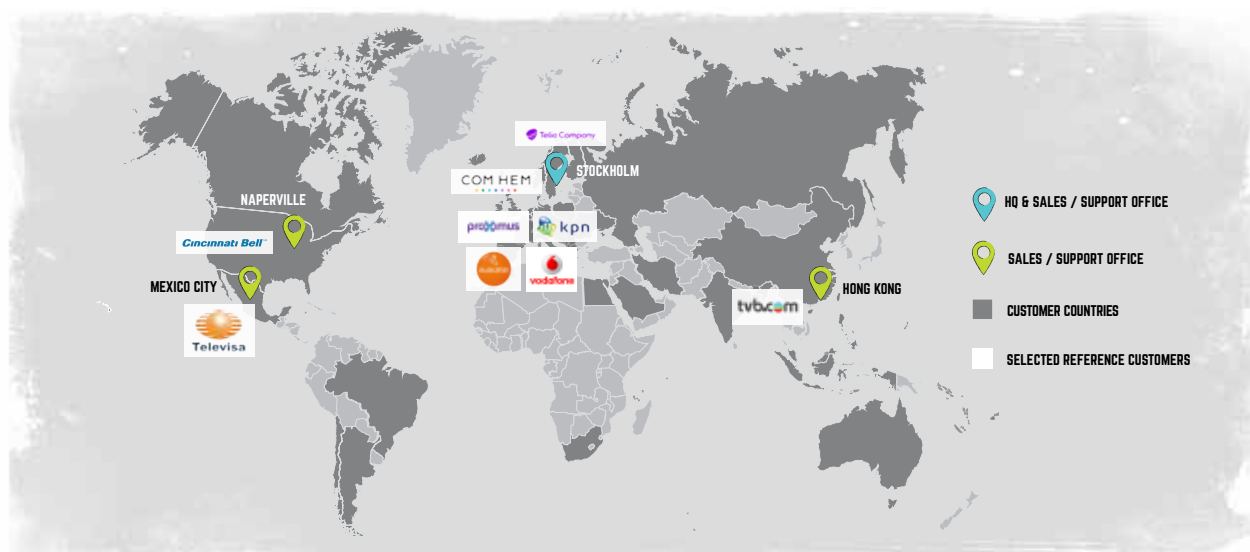 Telia Company
STOCKHOLM
COM HEM
NAPERVILLE
HQ & SALES / SUPPORT OFFICE
proximus
kpn
Cincinnati Bell
SALES / SUPPORT OFFICE
vodafone
MEXICO CITY
HONG KONG
tvb.com
CUSTOMER COUNTRIES
Televisa
SELECTED REFERENCE CUSTOMERS